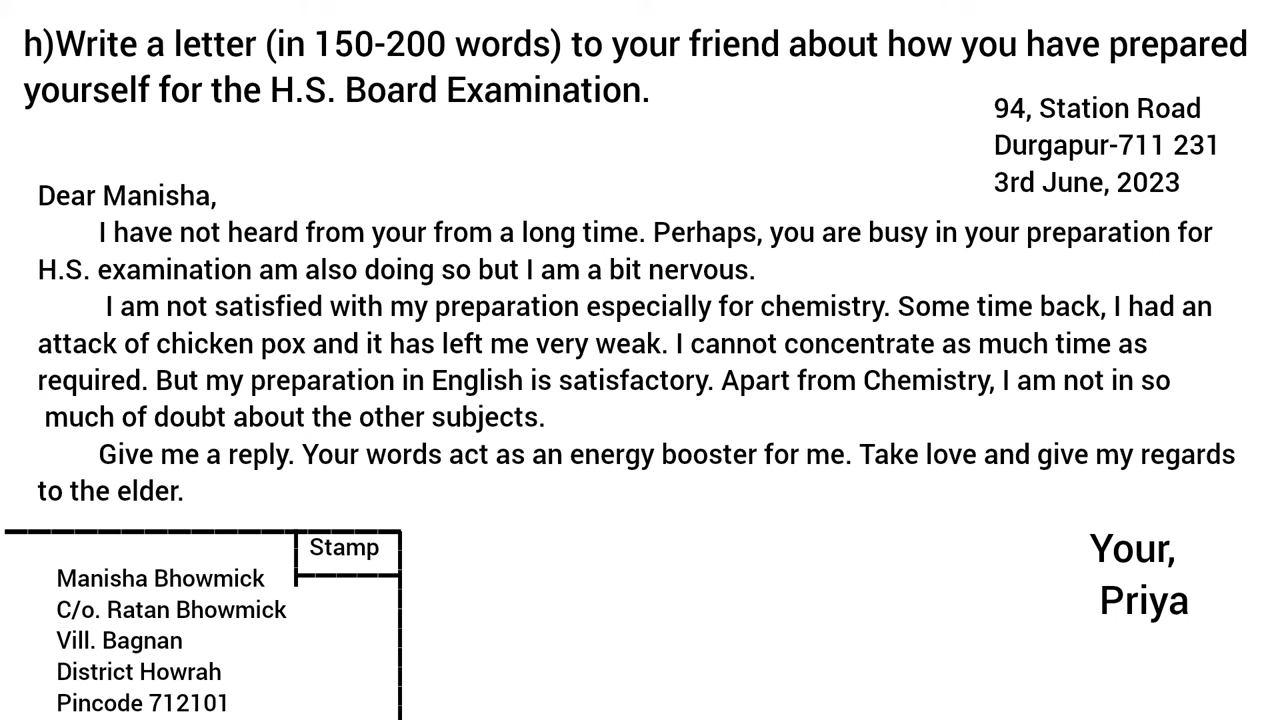 h)Write a letter (in 150-200 words) to your friend about how you have prepared
yourself for the H.S. Board Examination.
94, Station Road
Durgapur-711 231
3rd June, 2023
Dear Manisha,
I have not heard from your from a long time. Perhaps, you are busy in your preparation for
H.S. examination am also doing so but I am a bit nervous.
I am not satisfied with my preparation especially for chemistry. Some time back, I had an
attack of chicken pox and it has left me very weak. I cannot concentrate as much time as
required. But my preparation in English is satisfactory. Apart from Chemistry, I am not in so
much of doubt about the other subjects.
Give me a reply. Your words act as an energy booster for me. Take love and give my regards
to the elder.
Your,
Priya
Stamp
Manisha Bhowmick
C/o. Ratan Bhowmick
Vill. Bagnan
District Howrah
Pincode 712101